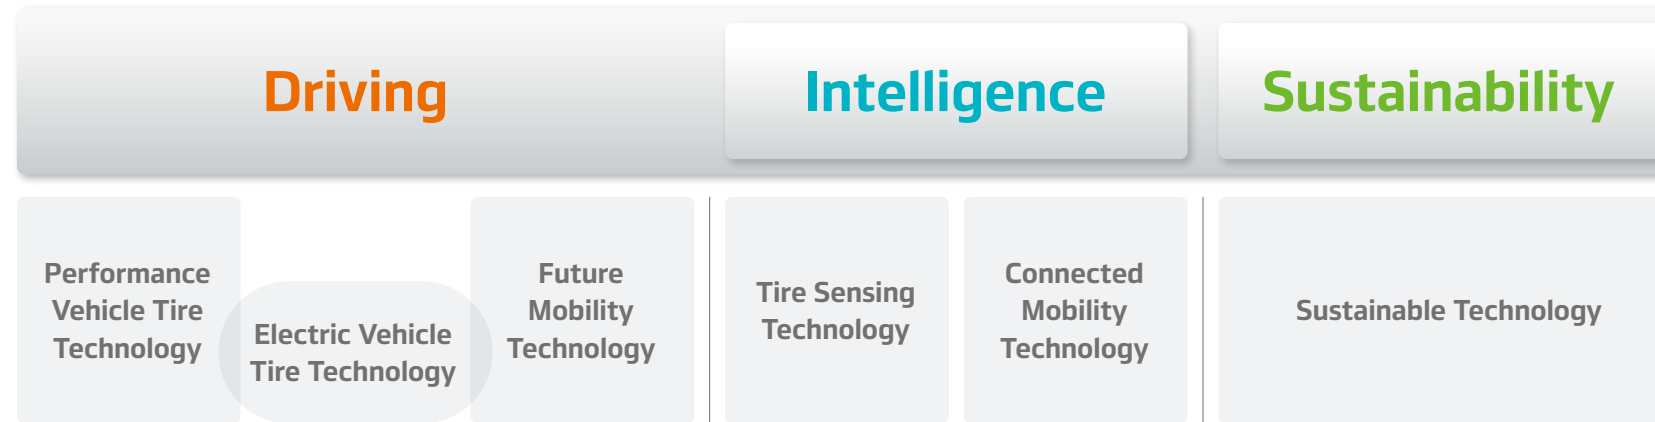 Driving
Intelligence
Sustainability
Performance
Vehicle Tire
Technology
Electric Vehicle
Tire Technology
Future
Mobility
Technology
Tire Sensing
Technology
Connected
Mobility
Technology
Sustainable Technology